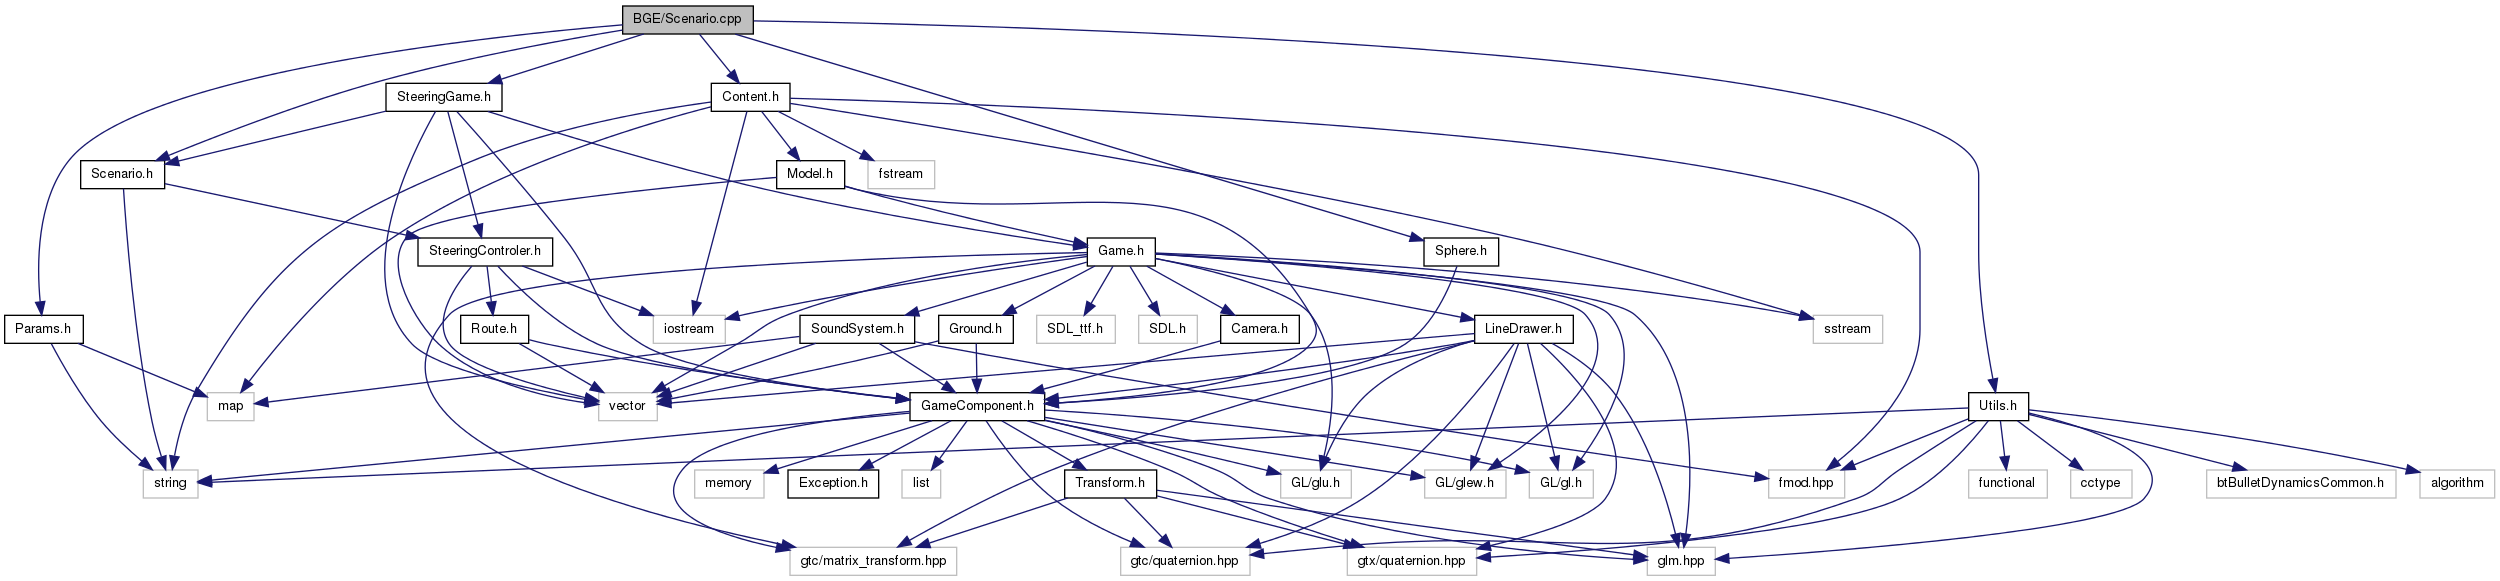 BGE/Scenario.cpp
SteeringGame.h
Content.h
Scenario.h
Model.h
fstream
SteeringControler.h
Game.h
Sphere.h
Params.h
Route.h
iostream
SoundSystem.h
Ground.h
SDL_ttf.h
SDL.h
Camera.h
LineDrawer.h
sstream
map
vector
GameComponent.h
Utils.h
string
memory
Exception.h
list
Transform.h
GL/glu.h
GL/glew.h
GL/gl.h
fmod.hpp
functional
cctype
btBulletDynamicsCommon.h
algorithm
gtc/matrix_transform.hpp
gtc/quaternion.hpp
gtx/quaternion.hpp
glm.hpp